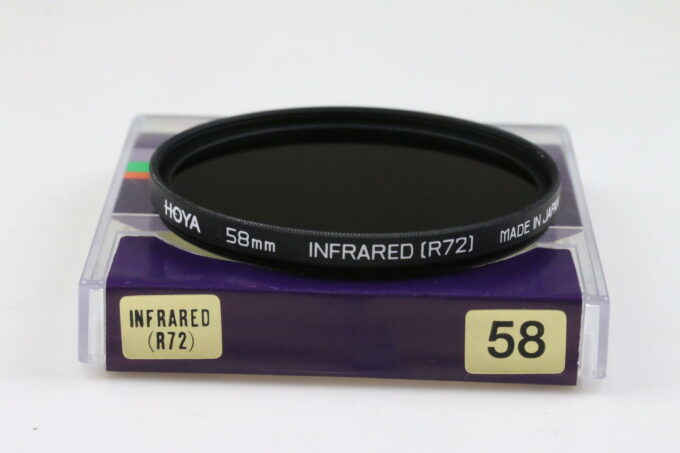 HOYA 58mm INFRARED [R72] MADE IN JAPAN
INFRARED
(R72)
58